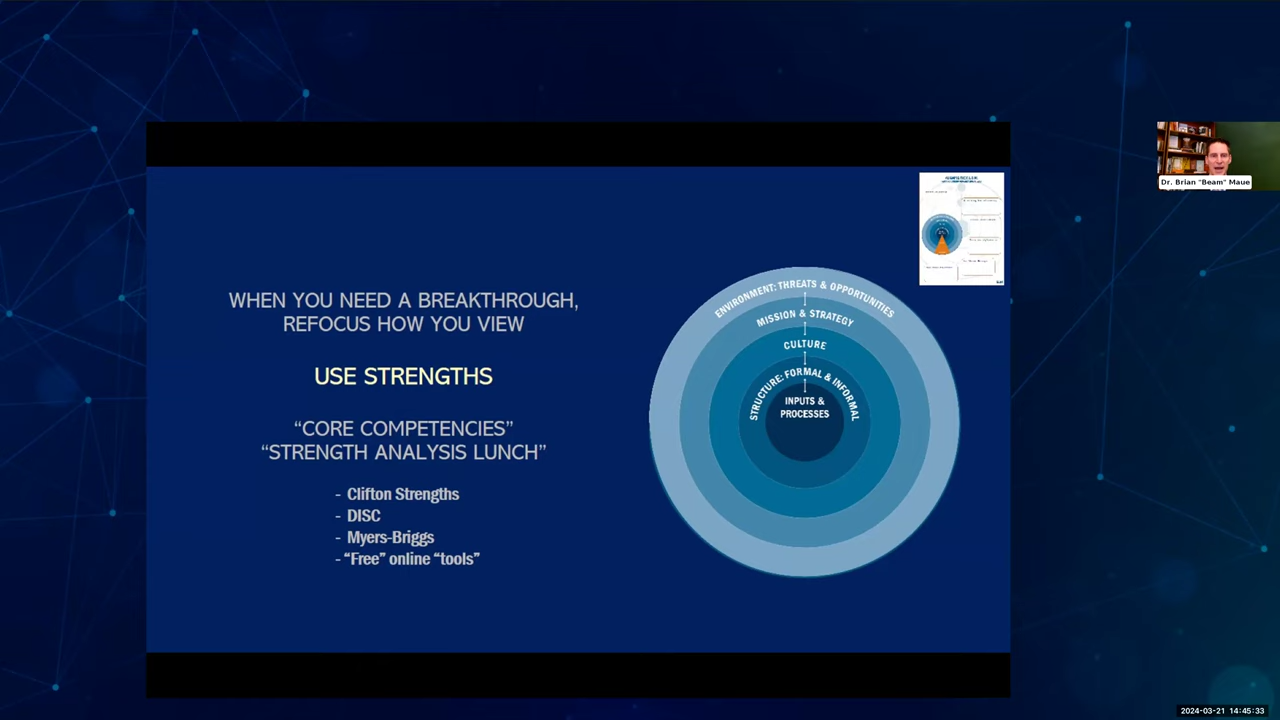 WHEN YOU NEED A BREAKTHROUGH,
REFOCUS HOW YOU VIEW
USE STRENGTHS
“CORE COMPETENCIES”
“STRENGTH ANALYSIS LUNCH”
- Clifton Strengths
- DISC
- Myers-Briggs
- “Free” online “tools”
ENVIRONMENT: THREATS & OPPORTUNITIES
MISSION & STRATEGY
CULTURE
STRUCTURE: FORMAL & INFORMAL
INPUTS &
PROCESSES
Dr. Brian "Beam" Maue
2024-03-21 14:45:33